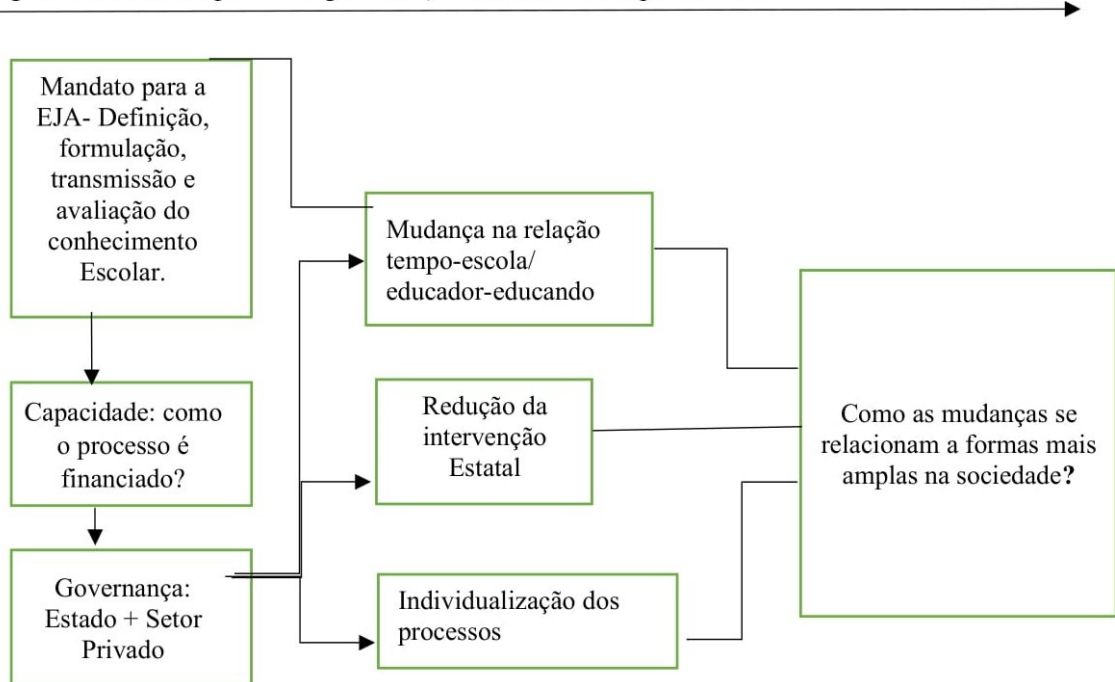 Mandato para a
EJA- Definição,
formulação,
transmissão e
avaliação do
conhecimento
Escolar.
Mudança na relação
tempo-escola/
educador-educando
Capacidade: como
o processo é
financiado?
Redução da
intervenção
Estatal
Como as mudanças se
relacionam a formas mais
amplas na sociedade?
Governança:
Estado + Setor
Privado
Individualização dos
processos